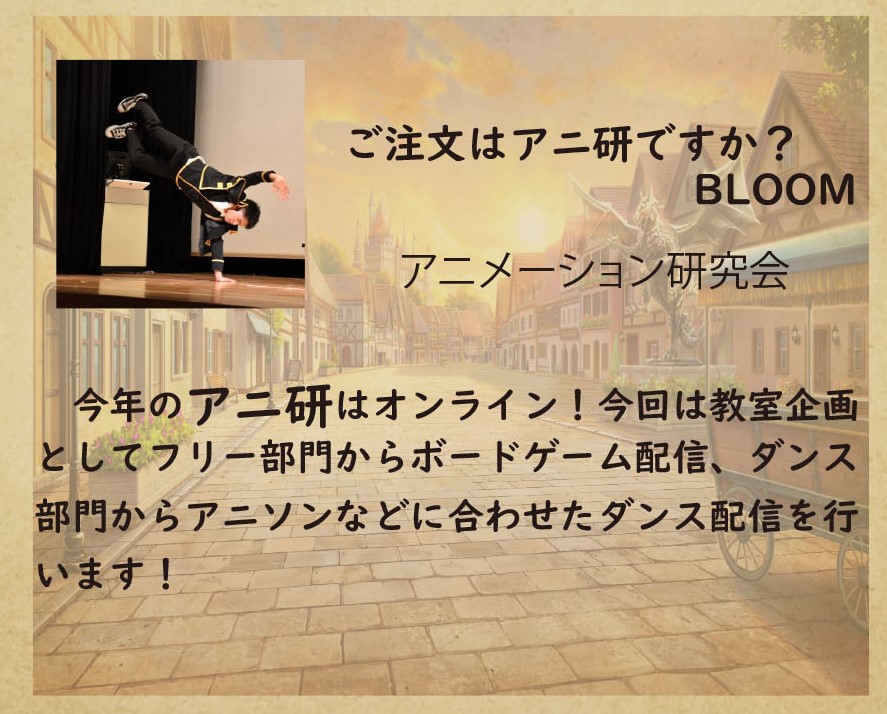 ご注文はアニ研ですか？
BLOOM
アニメーション研究会
今年のアニ研はオンライン！今回は教室企画
としてフリー部門からボードゲーム配信、ダンス
部門からアニソンなどに合わせたダンス配信を行
います！